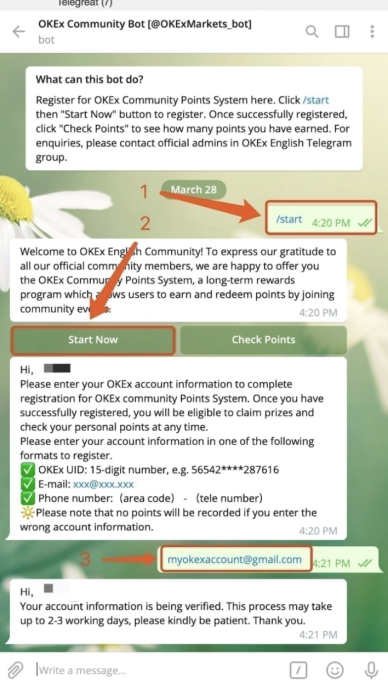 Telegreat (7)
OKEx Community Bot [@OKExMarkets_bot]
bot
What can this bot do?
Register for OKEx Community Points System here. Click /start
then "Start Now" button to register. Once successfully registered,
click "Check Points" to see how many points you have earned. For
enquiries, please contact official admins in OKEx English Telegram
group.
1
March 28
/start 4:20 PM
2
Welcome to OKEx English Community! To express our gratitude to
all our official community members, we are happy to offer you
the OKEx Community Points System, a long-term rewards
program which allows users to earn and redeem points by joining
community events.
4:20 PM
Start Now
Check Points
Hi,
Please enter your OKEx account information to complete
registration for OKEx community Points System. Once you have
successfully registered, you will be eligible to claim prizes and
check your personal points at any time.
Please enter your account information in one of the following
formats to register.
✅ OKEx UID: 15-digit number, e.g. 56542****287616
✅ E-mail: xxx@xxx.xxx
✅ Phone number:（area code） - （tele number）
🔆Please note that no points will be recorded if you enter the
wrong account information.
4:20 PM
3
myokexaccount@gmail.com 4:21 PM
Hi,
Your account information is being verified. This process may take
up to 2-3 working days, please kindly be patient. Thank you.
4:21 PM
Write a message...